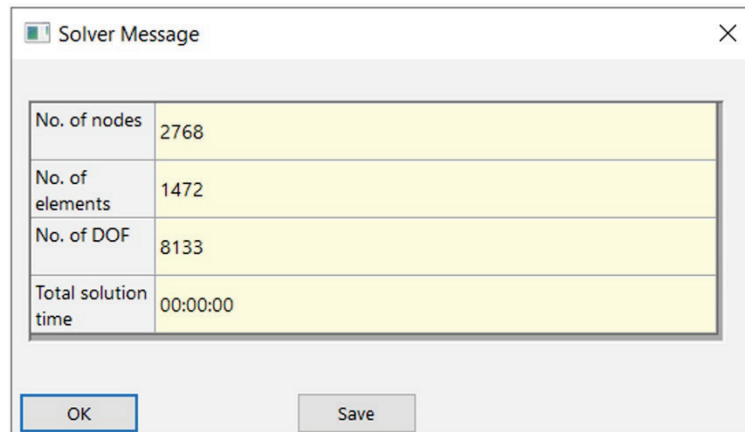 Solver Message
No. of nodes
2768
No. of
elements
1472
No. of DOF
8133
Total solution
time
00:00:00
OK
Save